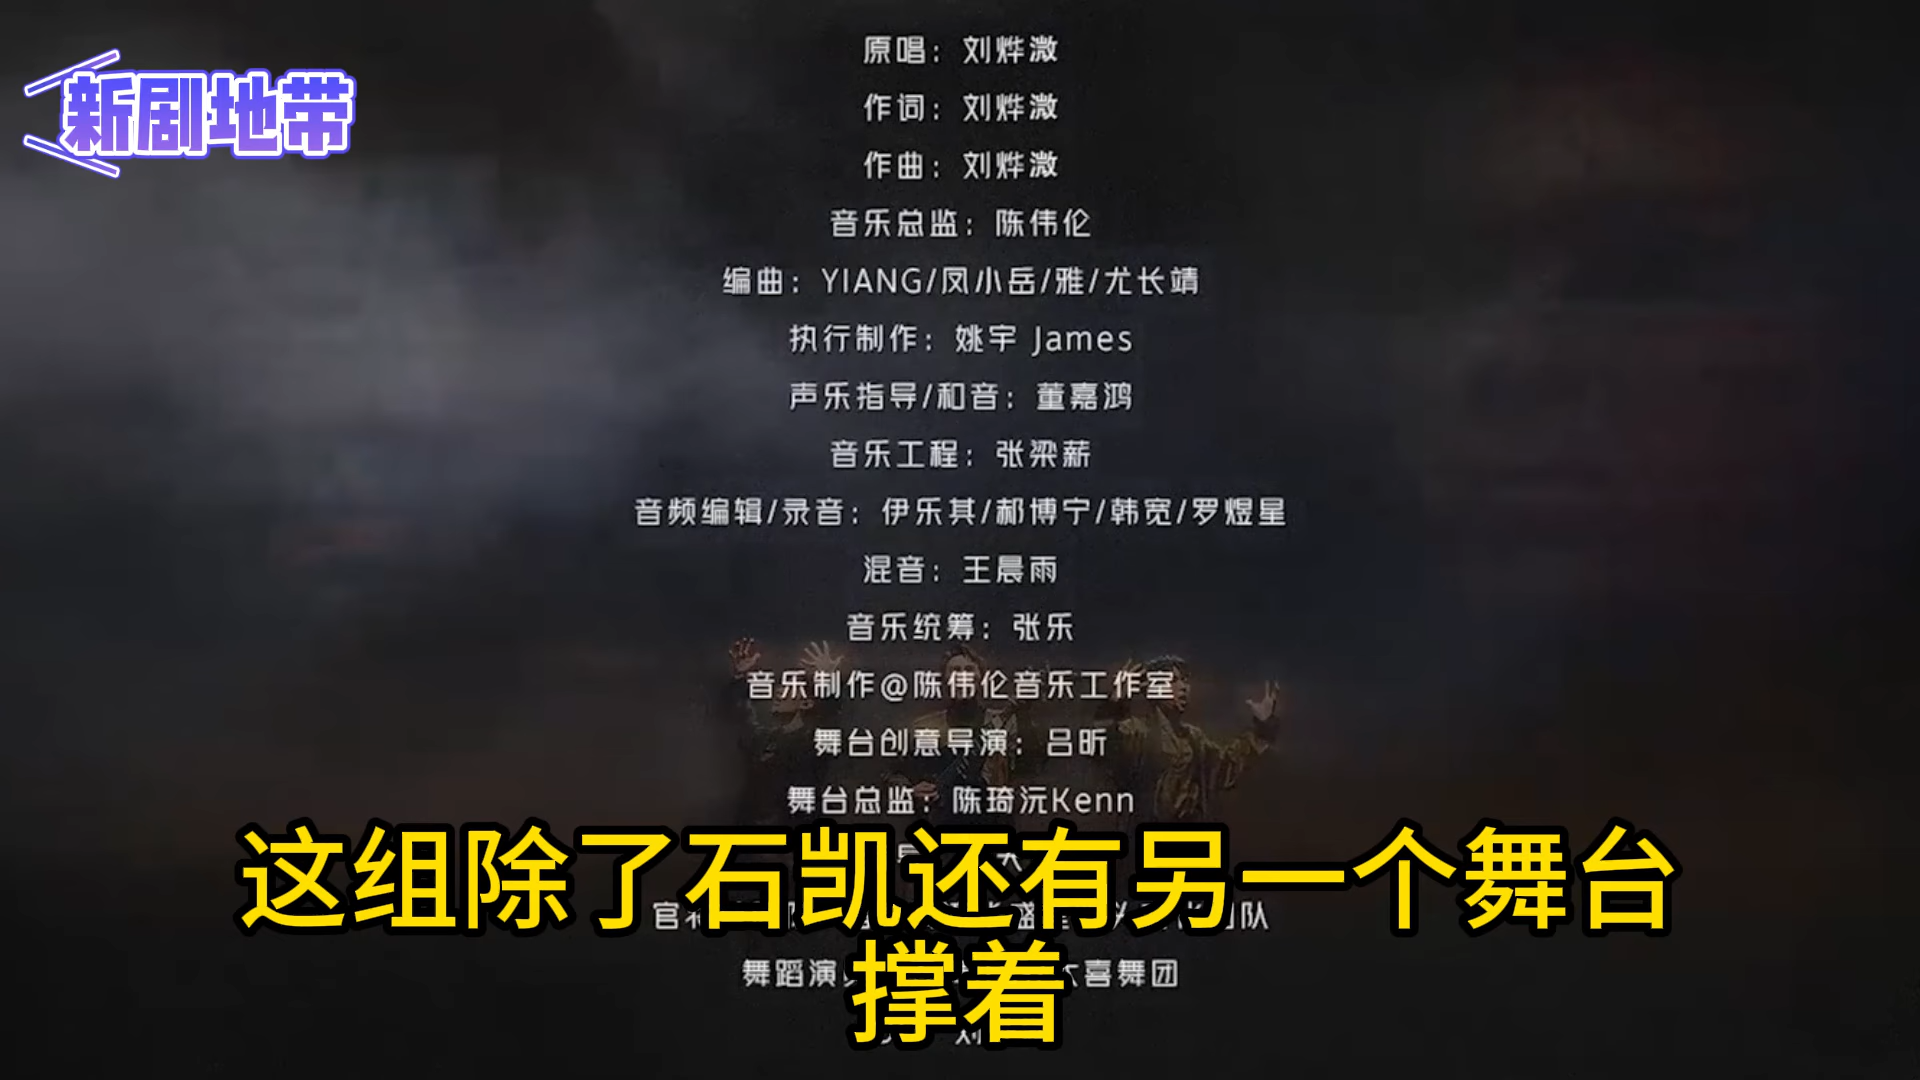 新剧地带
原唱：刘烨溦
作词：刘烨溦
作曲：刘烨溦
音乐总监：陈伟伦
编曲：YIANG/凤小岳/雅/尤长靖
执行制作：姚宇 James
声乐指导/和音：董嘉鸿
音乐工程：张梁薪
音频编辑/录音：伊乐其/郝博宁/韩宽/罗煜星
混音：王晨雨
音乐统筹：张乐
音乐制作@陈伟伦音乐工作室
舞台创意导演：吕昕
舞台总监：陈琦沅Kenn
这组除了石凯还有另一个舞台
撑着
舞蹈演
喜舞团